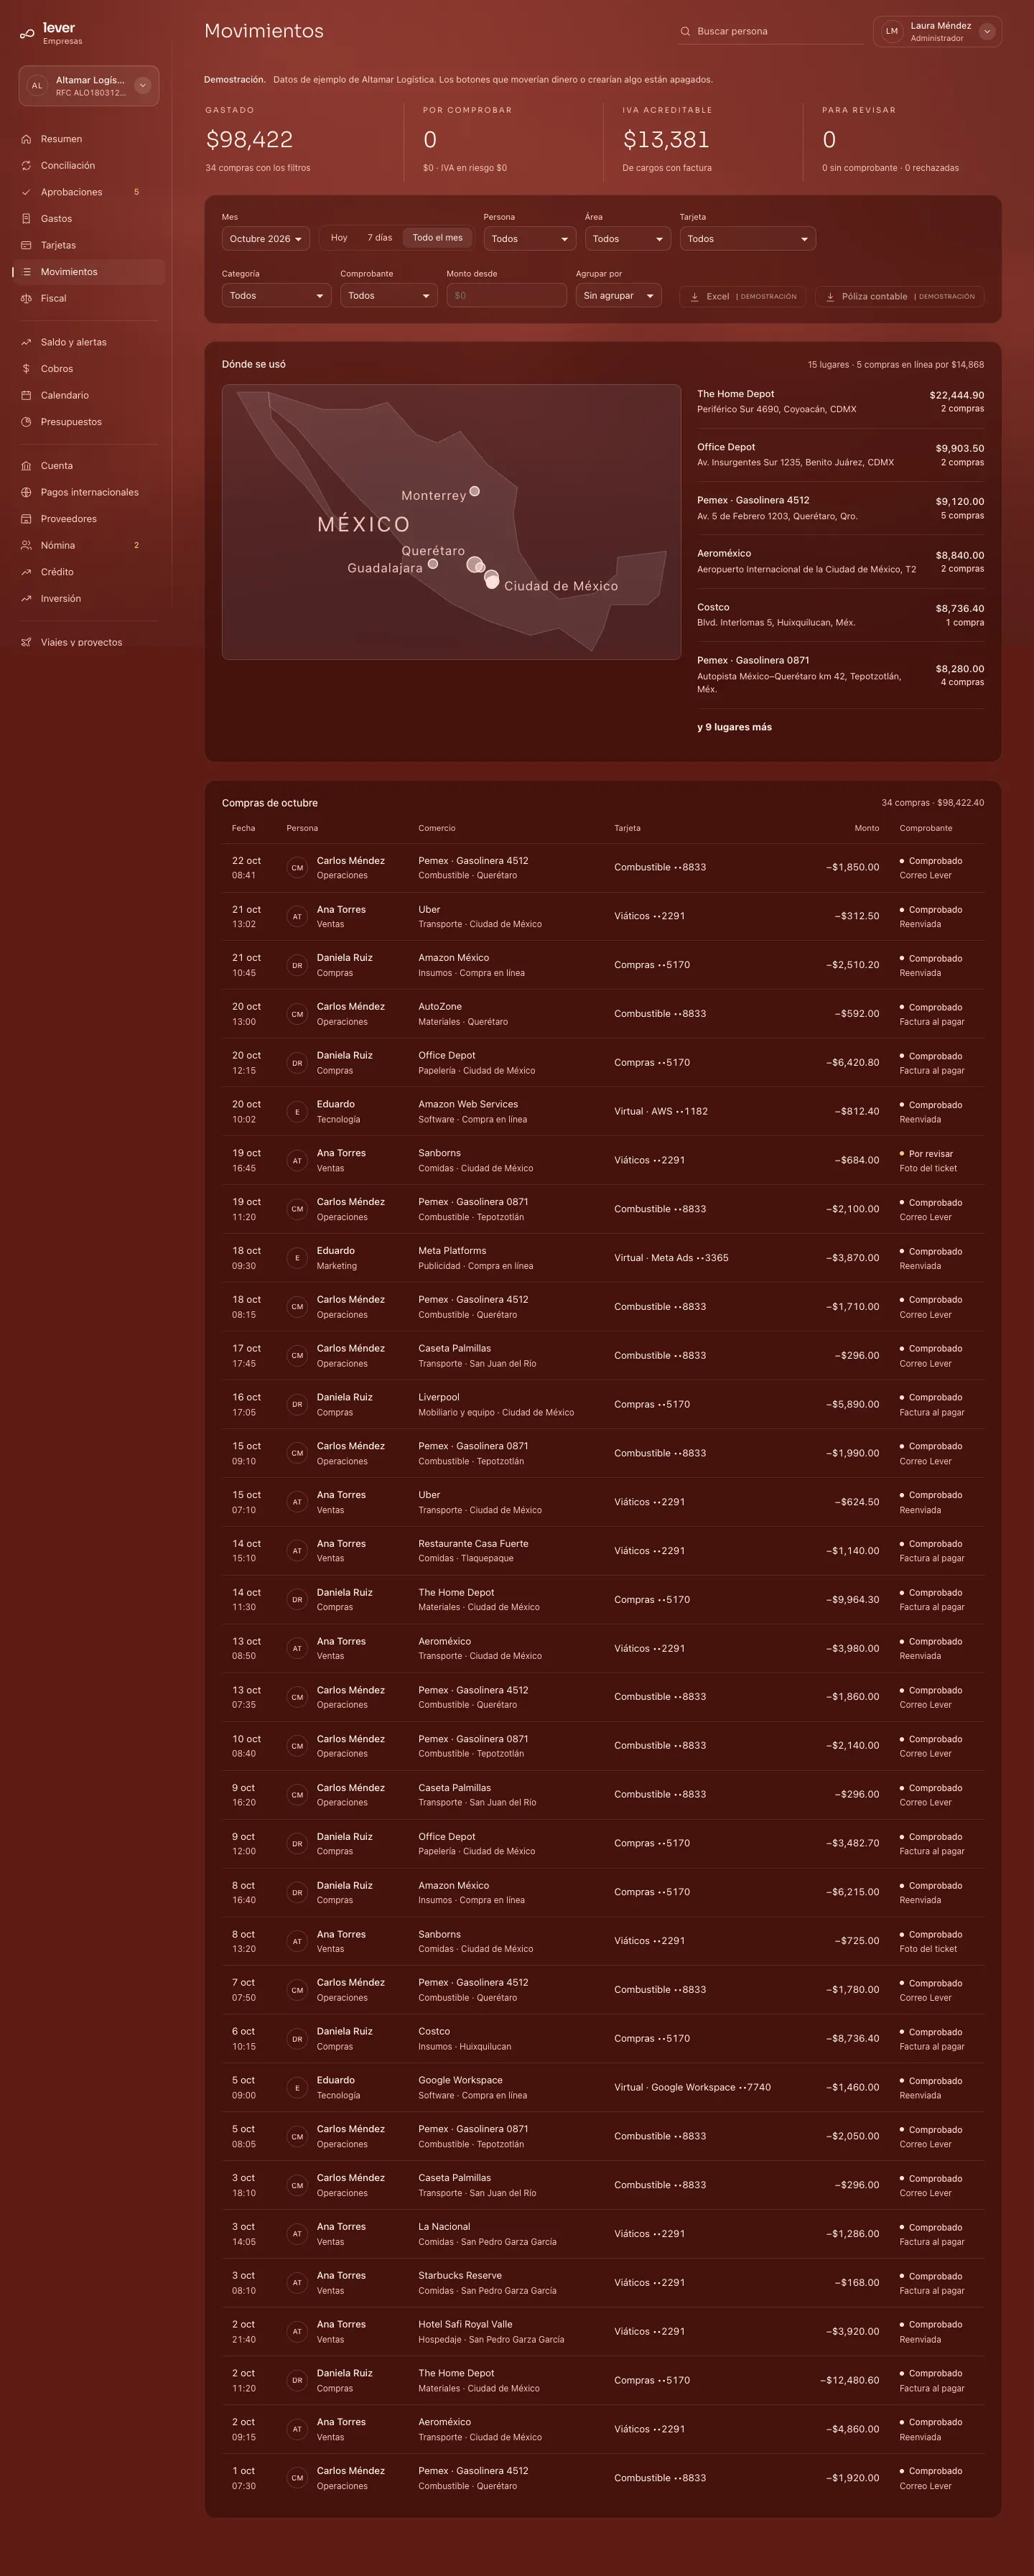 lever
Empresas
AL
Altamar Logís...
RFC ALO180312...
Resumen
Conciliación
Aprobaciones 5
Gastos
Tarjetas
Movimientos
Fiscal
Saldo y alertas
Cobros
Calendario
Presupuestos
Cuenta
Pagos internacionales
Proveedores
Nómina 2
Crédito
Inversión
Viajes y proyectos
Movimientos
Buscar persona
LM
Laura Méndez
Administrador
Demostración. Datos de ejemplo de Altamar Logística. Los botones que moverían dinero o crearían algo están apagados.
GASTADO
$98,422
34 compras con los filtros
POR COMPROBAR
0
$0 · IVA en riesgo $0
IVA ACREDITABLE
$13,381
De cargos con factura
PARA REVISAR
0
0 sin comprobante · 0 rechazadas
Mes
Octubre 2026
Hoy 7 días Todo el mes
Persona
Todos
Área
Todos
Tarjeta
Todos
Categoría
Todos
Comprobante
Todos
Monto desde
$0
Agrupar por
Sin agrupar
Excel | DEMOSTRACIÓN
Póliza contable | DEMOSTRACIÓN
Dónde se usó
15 lugares · 5 compras en línea por $14,868
Monterrey
MÉXICO
Querétaro
Guadalajara
Ciudad de México
The Home Depot $22,444.90
Periférico Sur 4690, Coyoacán, CDMX 2 compras
Office Depot $9,903.50
Av. Insurgentes Sur 1235, Benito Juárez, CDMX 2 compras
Pemex · Gasolinera 4512 $9,120.00
Av. 5 de Febrero 1203, Querétaro, Qro. 5 compras
Aeroméxico $8,840.00
Aeropuerto Internacional de la Ciudad de México, T2 2 compras
Costco $8,736.40
Blvd. Interlomas 5, Huixquilucan, Méx. 1 compra
Pemex · Gasolinera 0871 $8,280.00
Autopista México–Querétaro km 42, Tepotzotlán, 4 compras
Méx.
y 9 lugares más
Compras de octubre 34 compras · $98,422.40
Fecha Persona Comercio Tarjeta Monto Comprobante
22 oct CM Carlos Méndez Pemex · Gasolinera 4512 Combustible ••8833 −$1,850.00 Comprobado
08:41 Operaciones Combustible · Querétaro Correo Lever
21 oct AT Ana Torres Uber Viáticos ••2291 −$312.50 Comprobado
13:02 Ventas Transporte · Ciudad de México Reenviada
21 oct DR Daniela Ruiz Amazon México Compras ••5170 −$2,510.20 Comprobado
10:45 Compras Insumos · Compra en línea Reenviada
20 oct CM Carlos Méndez AutoZone Combustible ••8833 −$592.00 Comprobado
13:00 Operaciones Materiales · Querétaro Factura al pagar
20 oct DR Daniela Ruiz Office Depot Compras ••5170 −$6,420.80 Comprobado
12:15 Compras Papelería · Ciudad de México Factura al pagar
20 oct E Eduardo Amazon Web Services Virtual · AWS ••1182 −$812.40 Comprobado
10:02 Tecnología Software · Compra en línea Reenviada
19 oct AT Ana Torres Sanborns Viáticos ••2291 −$684.00 Por revisar
16:45 Ventas Comidas · Ciudad de México Foto del ticket
19 oct CM Carlos Méndez Pemex · Gasolinera 0871 Combustible ••8833 −$2,100.00 Comprobado
11:20 Operaciones Combustible · Tepotzotlán Correo Lever
18 oct E Eduardo Meta Platforms Virtual · Meta Ads ••3365 −$3,870.00 Comprobado
09:30 Marketing Publicidad · Compra en línea Reenviada
18 oct CM Carlos Méndez Pemex · Gasolinera 4512 Combustible ••8833 −$1,710.00 Comprobado
08:15 Operaciones Combustible · Querétaro Correo Lever
17 oct CM Carlos Méndez Caseta Palmillas Combustible ••8833 −$296.00 Comprobado
17:45 Operaciones Transporte · San Juan del Río Correo Lever
16 oct DR Daniela Ruiz Liverpool Compras ••5170 −$5,890.00 Comprobado
17:05 Compras Mobiliario y equipo · Ciudad de México Factura al pagar
15 oct CM Carlos Méndez Pemex · Gasolinera 0871 Combustible ••8833 −$1,990.00 Comprobado
09:10 Operaciones Combustible · Tepotzotlán Correo Lever
15 oct AT Ana Torres Uber Viáticos ••2291 −$624.50 Comprobado
07:10 Ventas Transporte · Ciudad de México Reenviada
14 oct AT Ana Torres Restaurante Casa Fuerte Viáticos ••2291 −$1,140.00 Comprobado
15:10 Ventas Comidas · Tlaquepaque Factura al pagar
14 oct DR Daniela Ruiz The Home Depot Compras ••5170 −$9,964.30 Comprobado
11:30 Compras Materiales · Ciudad de México Factura al pagar
13 oct AT Ana Torres Aeroméxico Viáticos ••2291 −$3,980.00 Comprobado
08:50 Ventas Transporte · Ciudad de México Reenviada
13 oct CM Carlos Méndez Pemex · Gasolinera 4512 Combustible ••8833 −$1,860.00 Comprobado
07:35 Operaciones Combustible · Querétaro Correo Lever
10 oct CM Carlos Méndez Pemex · Gasolinera 0871 Combustible ••8833 −$2,140.00 Comprobado
08:40 Operaciones Combustible · Tepotzotlán Correo Lever
9 oct CM Carlos Méndez Caseta Palmillas Combustible ••8833 −$296.00 Comprobado
16:20 Operaciones Transporte · San Juan del Río Correo Lever
9 oct DR Daniela Ruiz Office Depot Compras ••5170 −$3,482.70 Comprobado
12:00 Compras Papelería · Ciudad de México Factura al pagar
8 oct DR Daniela Ruiz Amazon México Compras ••5170 −$6,215.00 Comprobado
16:40 Compras Insumos · Compra en línea Reenviada
8 oct AT Ana Torres Sanborns Viáticos ••2291 −$725.00 Comprobado
13:20 Ventas Comidas · Ciudad de México Foto del ticket
7 oct CM Carlos Méndez Pemex · Gasolinera 4512 Combustible ••8833 −$1,780.00 Comprobado
07:50 Operaciones Combustible · Querétaro Correo Lever
6 oct DR Daniela Ruiz Costco Compras ••5170 −$8,736.40 Comprobado
10:15 Compras Insumos · Huixquilucan Factura al pagar
5 oct E Eduardo Google Workspace Virtual · Google Workspace ••7740 −$1,460.00 Comprobado
09:00 Tecnología Software · Compra en línea Reenviada
5 oct CM Carlos Méndez Pemex · Gasolinera 0871 Combustible ••8833 −$2,050.00 Comprobado
08:05 Operaciones Combustible · Tepotzotlán Correo Lever
3 oct CM Carlos Méndez Caseta Palmillas Combustible ••8833 −$296.00 Comprobado
18:10 Operaciones Transporte · San Juan del Río Correo Lever
3 oct AT Ana Torres La Nacional Viáticos ••2291 −$1,286.00 Comprobado
14:05 Ventas Comidas · San Pedro Garza García Factura al pagar
3 oct AT Ana Torres Starbucks Reserve Viáticos ••2291 −$168.00 Comprobado
08:10 Ventas Comidas · San Pedro Garza García Factura al pagar
2 oct AT Ana Torres Hotel Safi Royal Valle Viáticos ••2291 −$3,920.00 Comprobado
21:40 Ventas Hospedaje · San Pedro Garza García Reenviada
2 oct DR Daniela Ruiz The Home Depot Compras ••5170 −$12,480.60 Comprobado
11:20 Compras Materiales · Ciudad de México Factura al pagar
2 oct AT Ana Torres Aeroméxico Viáticos ••2291 −$4,860.00 Comprobado
09:15 Ventas Transporte · Ciudad de México Reenviada
1 oct CM Carlos Méndez Pemex · Gasolinera 4512 Combustible ••8833 −$1,920.00 Comprobado
07:30 Operaciones Combustible · Querétaro Correo Lever